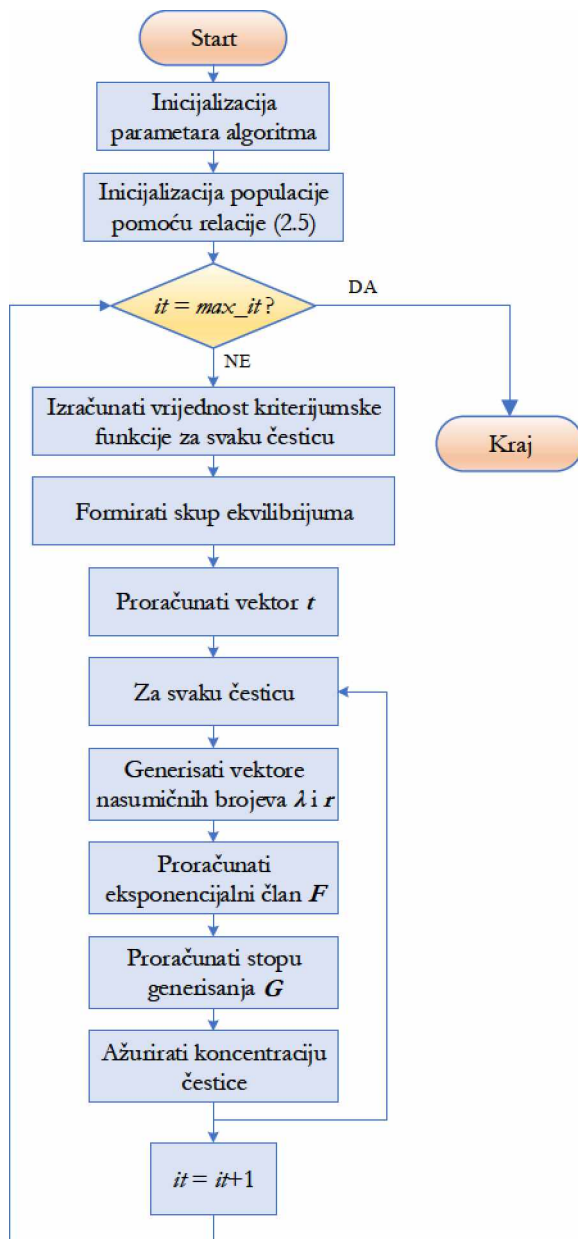 Start
Inicijalizacija
parametara algoritma
Inicijalizacija populacije
pomoću relacije (2.5)
it = max_it?
DA
NE
Izračunati vrijednost kriterijumske
funkcije za svaku česticu
Kraj
Formirati skup ekvilibrijuma
Proračunati vektor t
Za svaku česticu
Generisati vektore
nasumičnih brojeva λ i r
Proračunati
eksponencijalni član F
Proračunati stopu
generisanja G
Ažurirati koncentraciju
čestice
it = it+1